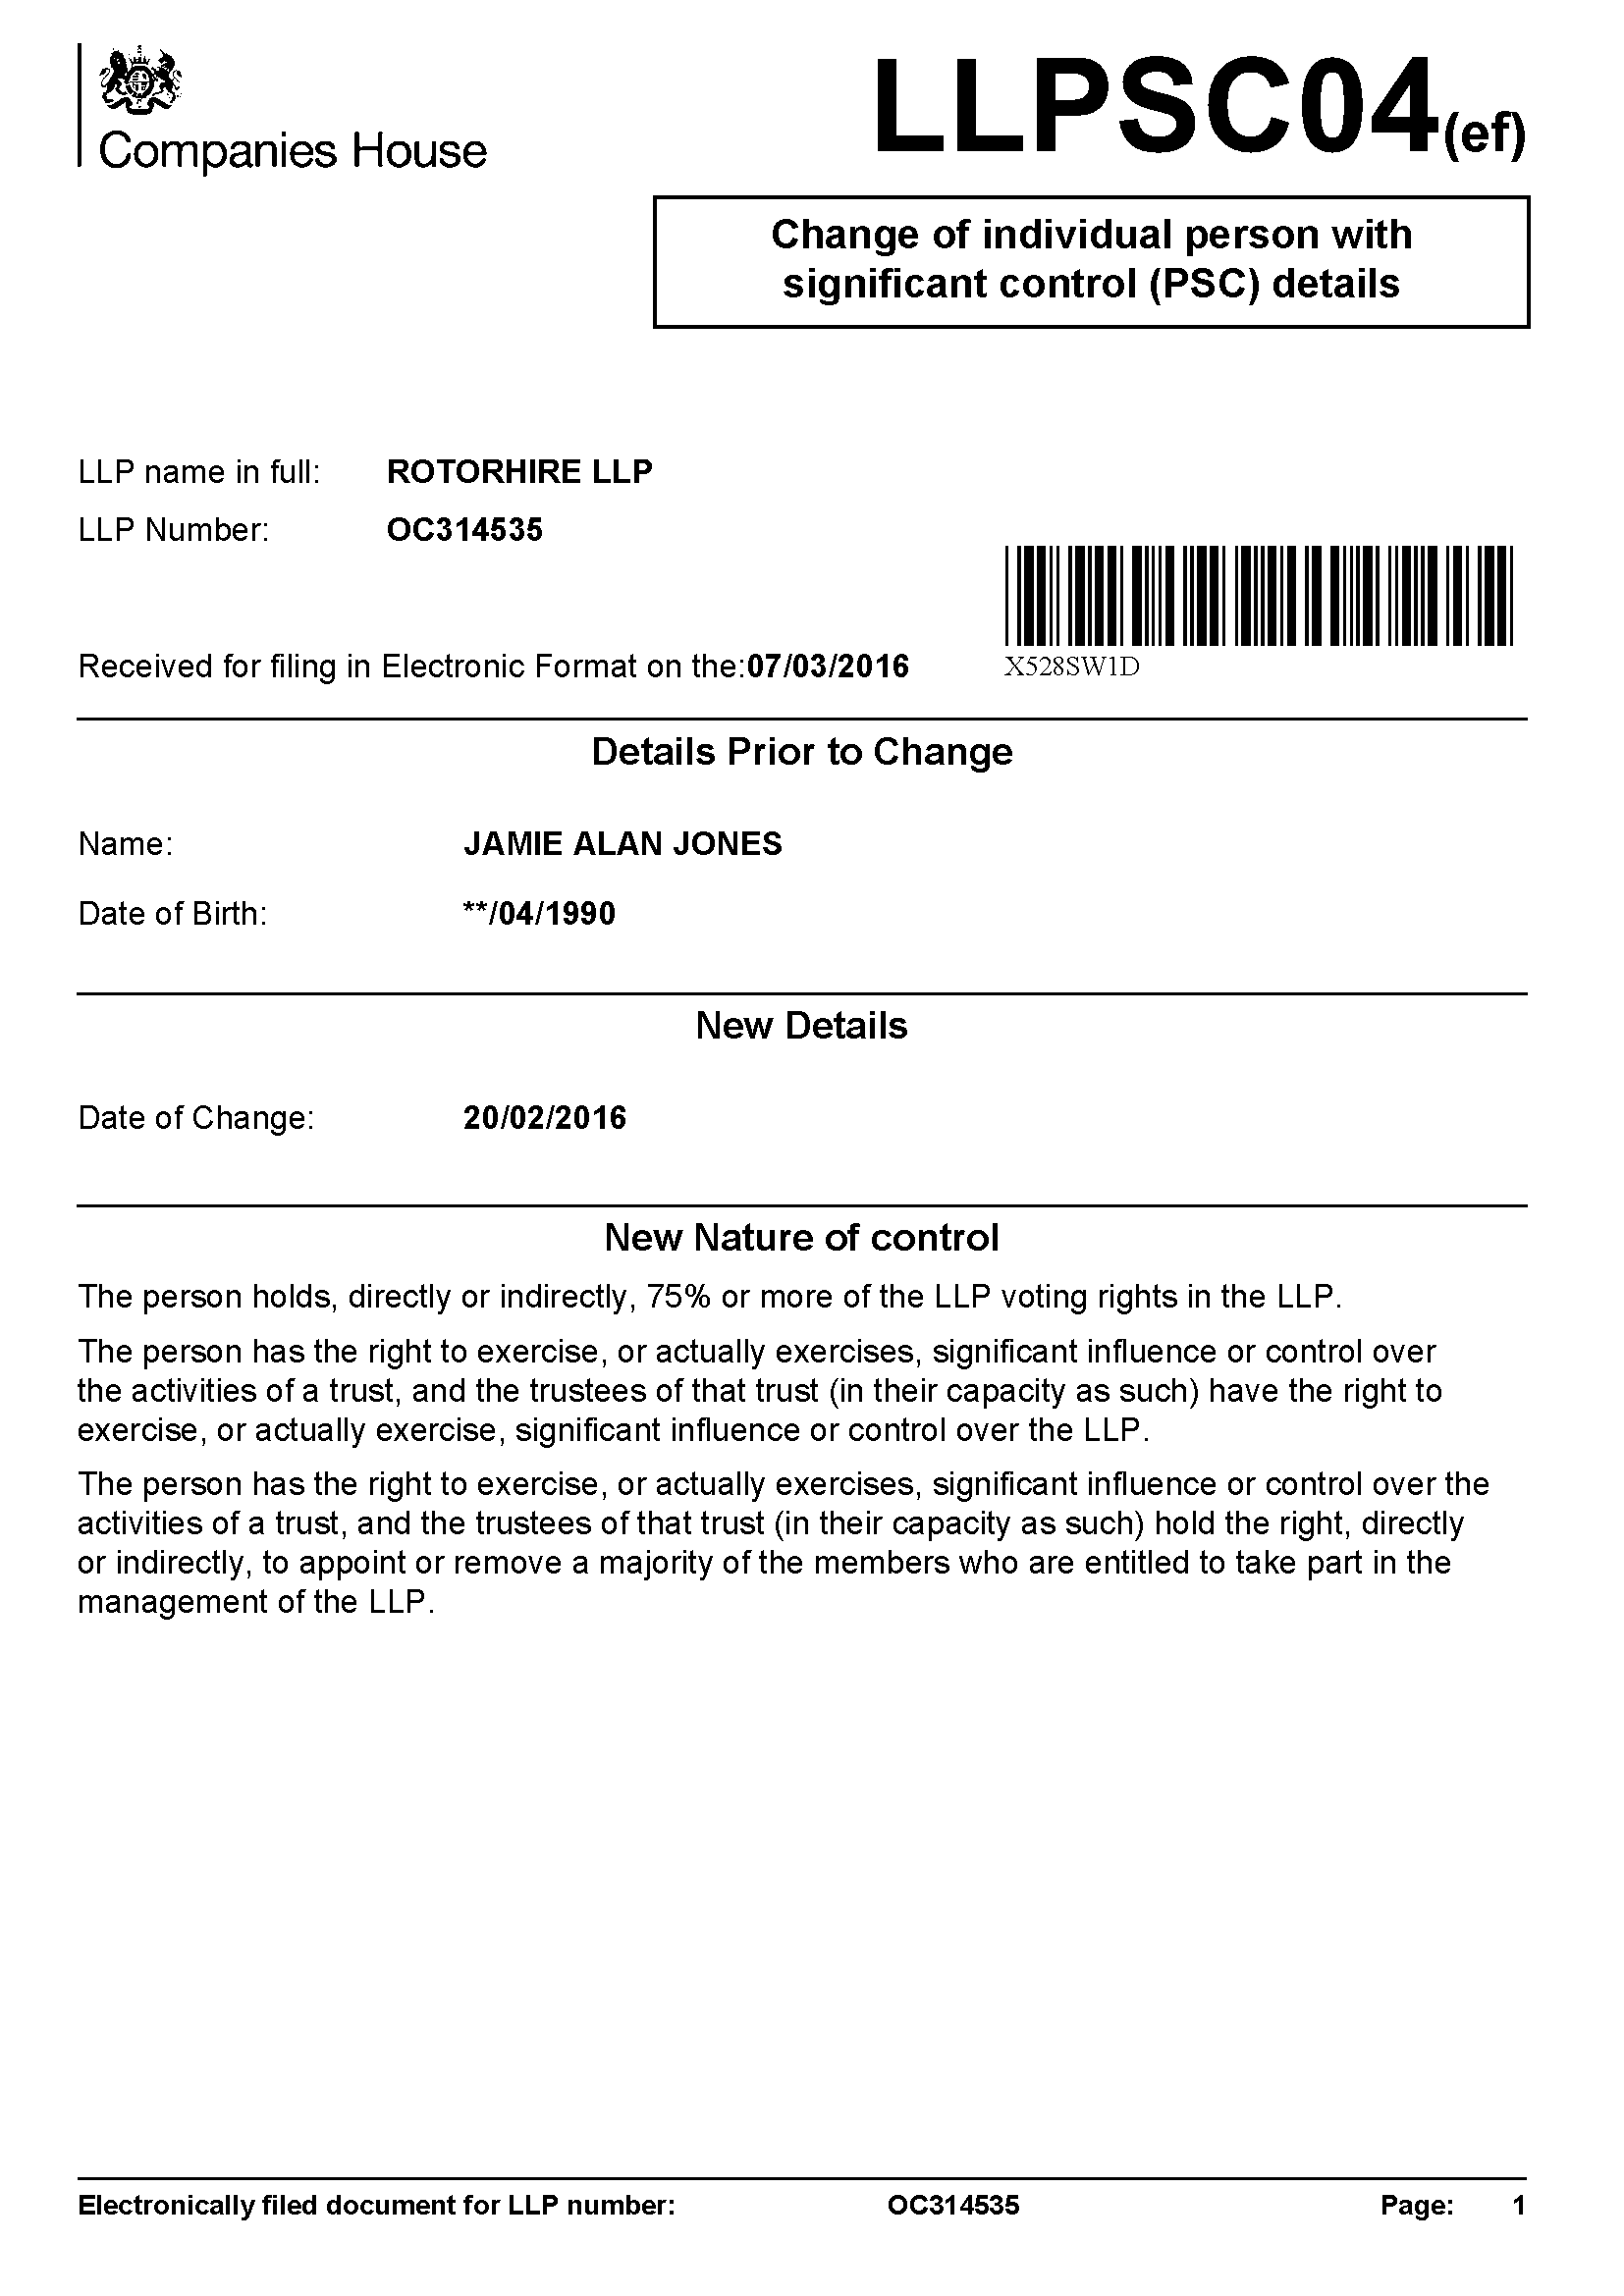 Companies House
LLPSC04(ef)
Change of individual person with
significant control (PSC) details
LLP name in full: ROTORHIRE LLP
LLP Number: OC314535
Received for filing in Electronic Format on the:07/03/2016
X528SW1D
Details Prior to Change
Name: JAMIE ALAN JONES
Date of Birth: **/04/1990
New Details
Date of Change: 20/02/2016
New Nature of control
The person holds, directly or indirectly, 75% or more of the LLP voting rights in the LLP.
The person has the right to exercise, or actually exercises, significant influence or control over
the activities of a trust, and the trustees of that trust (in their capacity as such) have the right to
exercise, or actually exercise, significant influence or control over the LLP.
The person has the right to exercise, or actually exercises, significant influence or control over the
activities of a trust, and the trustees of that trust (in their capacity as such) hold the right, directly
or indirectly, to appoint or remove a majority of the members who are entitled to take part in the
management of the LLP.
Electronically filed document for LLP number: OC314535 Page: 1